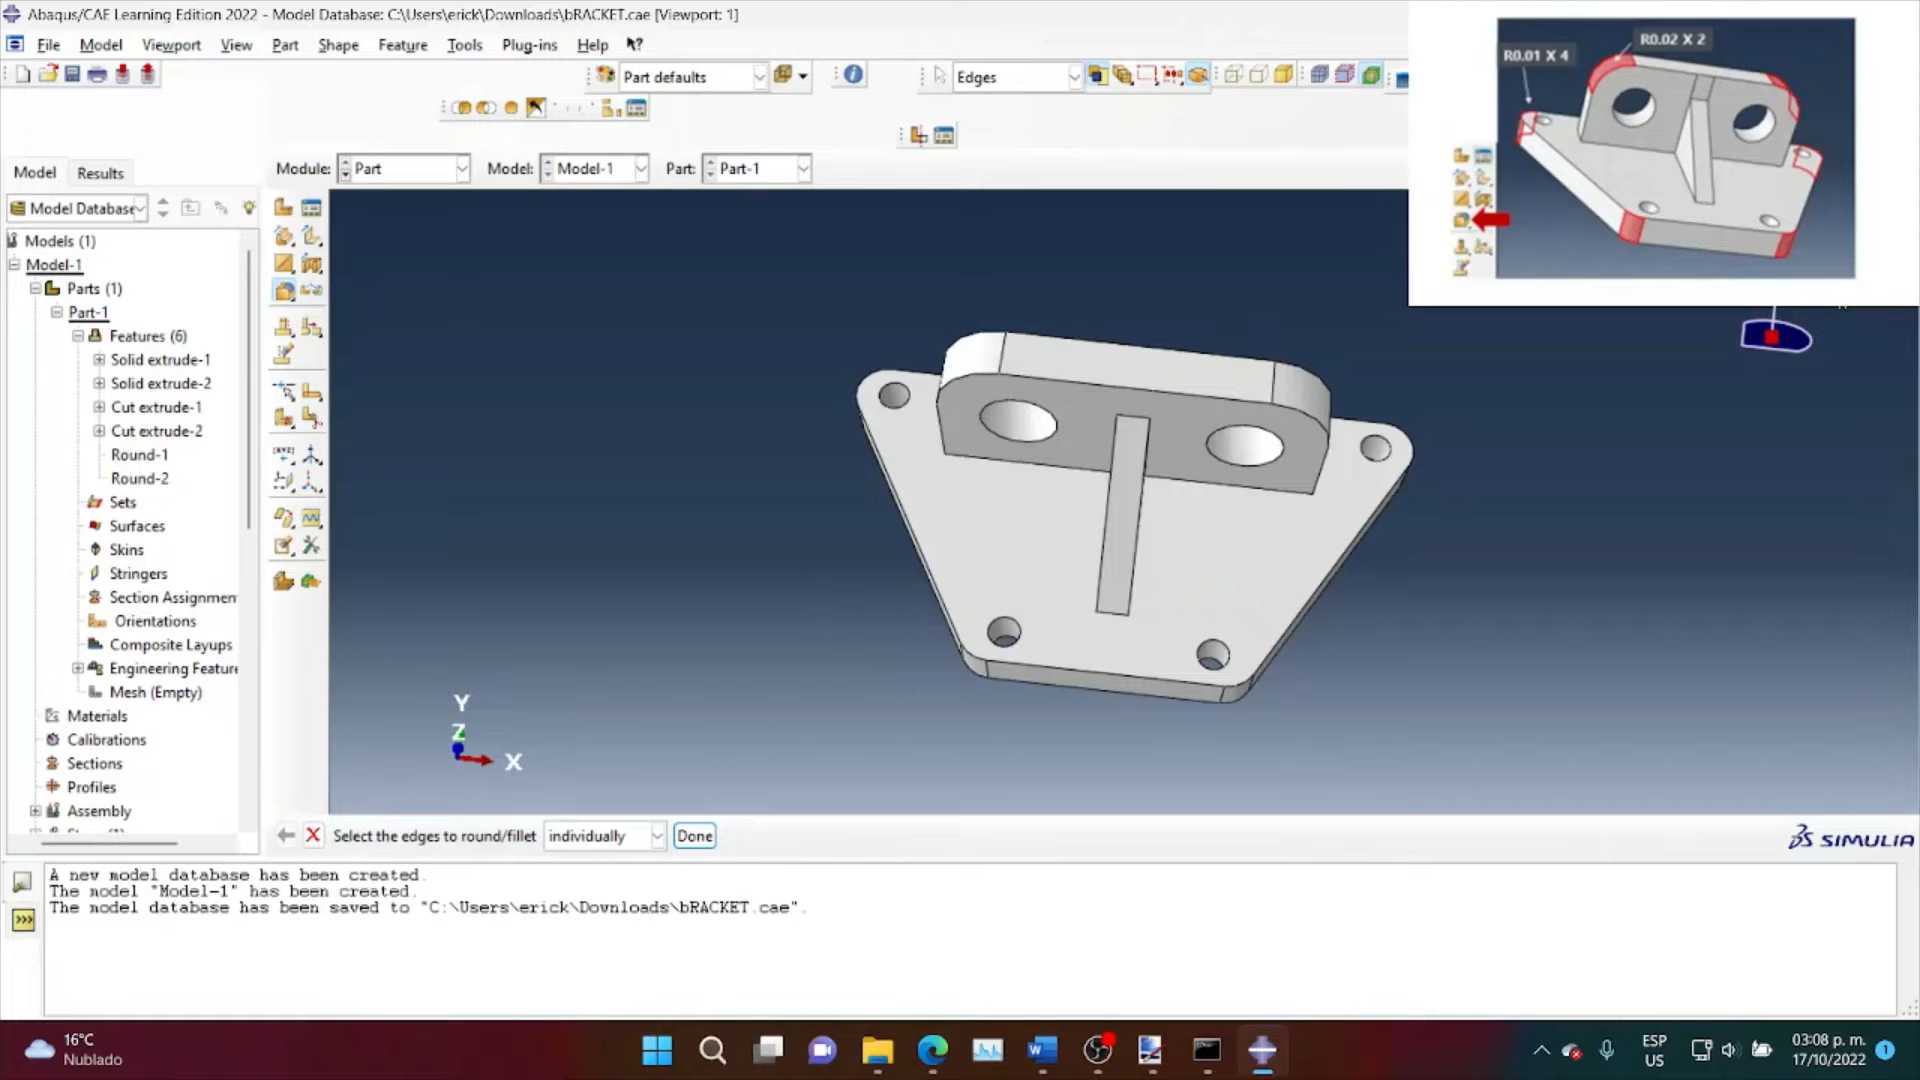 Abaqus/CAE Learning Edition 2022 - Model Database: C:\Users\erick\Downloads\bRACKET.cae [Viewport: 1]
File Model Viewport View Part Shape Feature Tools Plug-ins Help
Part defaults
Edges
Module: Part Model: Model-1 Part: Part-1
Model Results
Model Database
Models (1)
Model-1
Parts (1)
Part-1
Features (6)
Solid extrude-1
Solid extrude-2
Cut extrude-1
Cut extrude-2
Round-1
Round-2
Sets
Surfaces
Skins
Stringers
Section Assignmen
Orientations
Composite Layups
Engineering Feature
Mesh (Empty)
Materials
Calibrations
Sections
Profiles
Assembly
R0.02 X 2
R0.01 X 4
Y
Z
X
Select the edges to round/fillet individually Done
SIMULIA
A new model database has been created.
The model "Model-1" has been created.
The model database has been saved to "C:\Users\erick\Downloads\bRACKET.cae".
16°C
Nublado
ESP
US
03:08 p. m.
17/10/2022
1